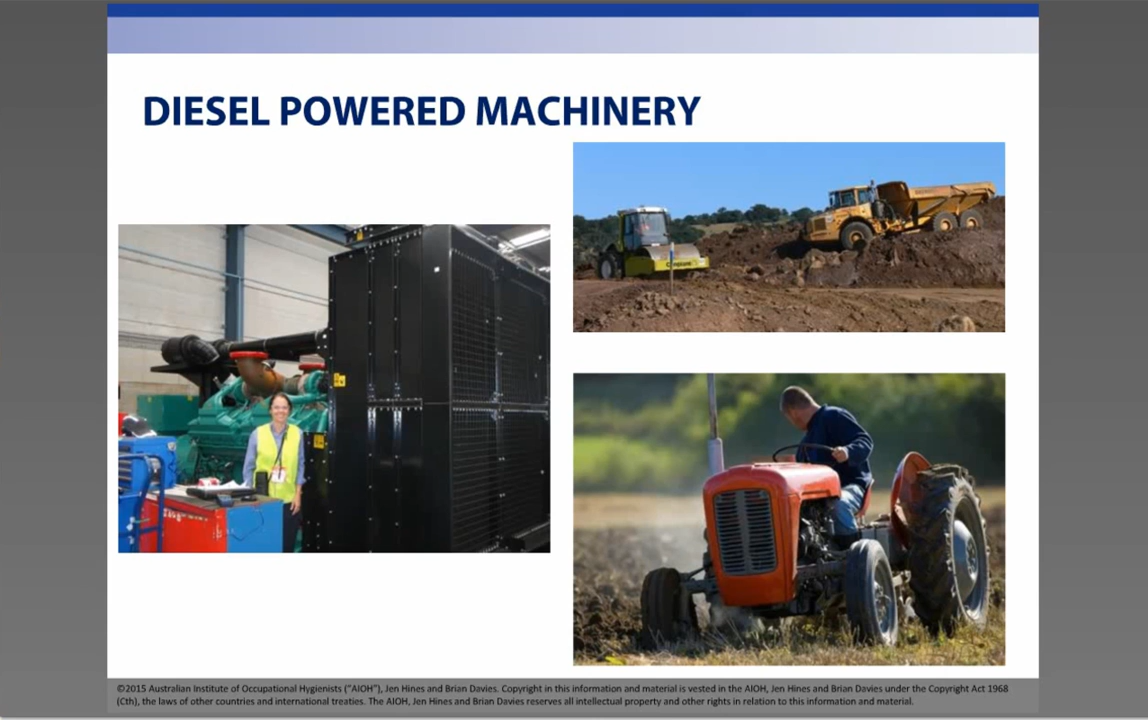 DIESEL POWERED MACHINERY
©2015 Australian Institute of Occupational Hygienists ("AIOH"), Jen Hines and Brian Davies. Copyright in this information and material is vested in the AIOH, Jen Hines and Brian Davies under the Copyright Act 1968
(Cth), the laws of other countries and international treaties. The AIOH, Jen Hines and Brian Davies reserves all intellectual property and other rights in relation to this information and material.